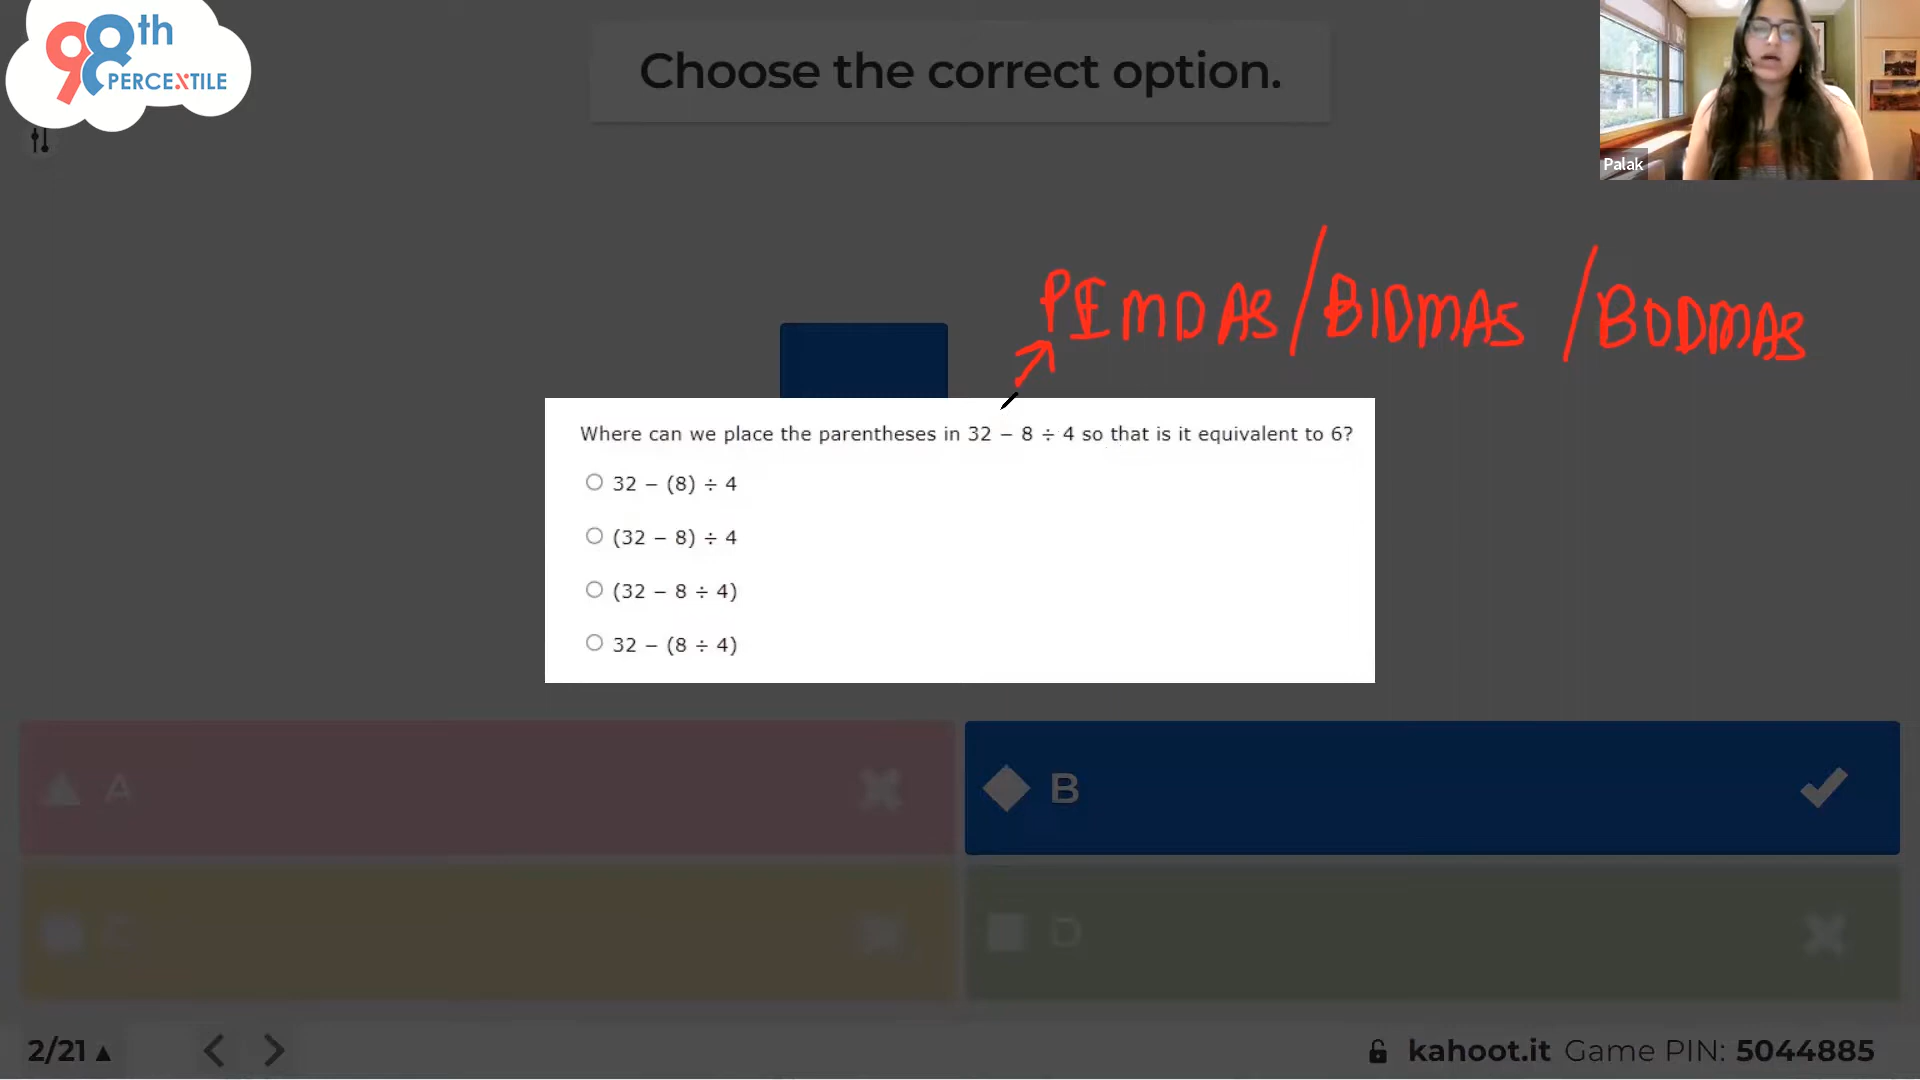 98th
PERCEXTILE
Choose the correct option.
Palak
PEMDAS / BIDMAS / BODMAS
Where can we place the parentheses in 32 − 8 ÷ 4 so that is it equivalent to 6?
32 − (8) ÷ 4
(32 − 8) ÷ 4
(32 − 8 ÷ 4)
32 − (8 ÷ 4)
A
B
C
D
2/21
kahoot.it Game PIN: 5044885